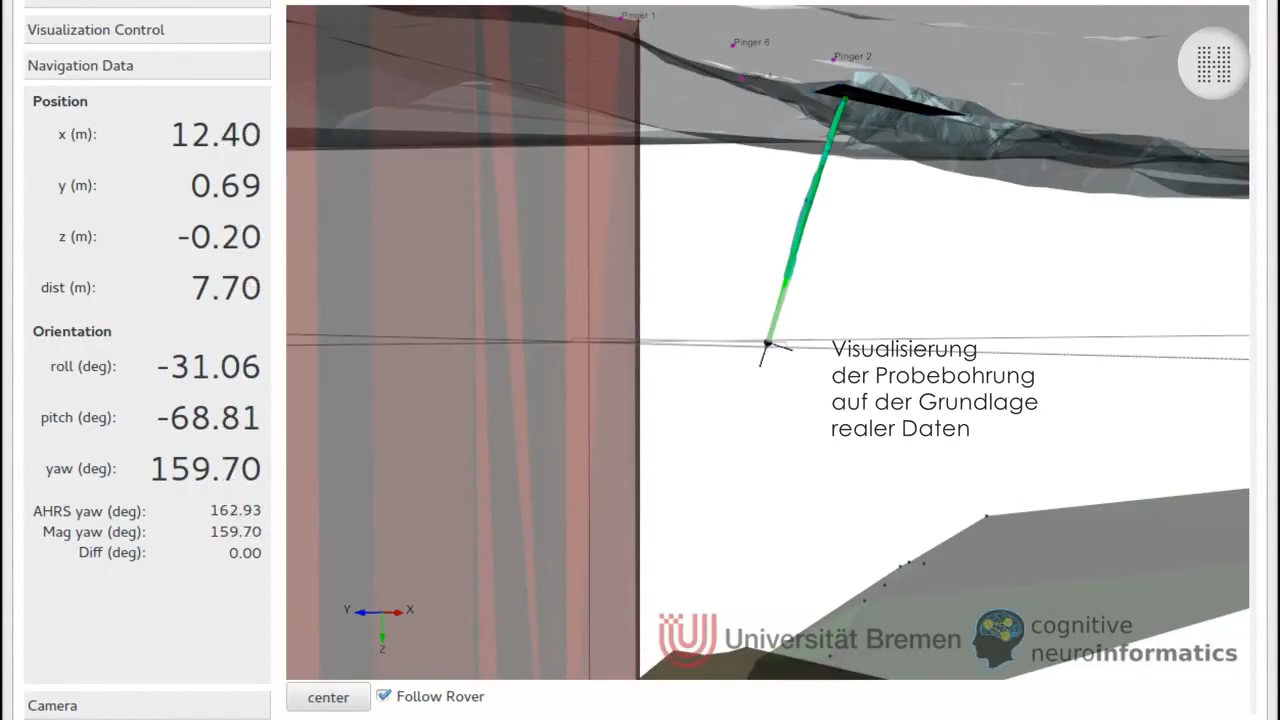 Visualization Control
Navigation Data
Position
x (m): 12.40
y (m): 0.69
z (m): -0.20
dist (m): 7.70
Orientation
roll (deg): -31.06
pitch (deg): -68.81
yaw (deg): 159.70
AHRS yaw (deg): 162.93
Mag yaw (deg): 159.70
Diff (deg): 0.00
Camera
Pinger 1
Pinger 6
Pinger 2
Visualisierung
der Probebohrung
auf der Grundlage
realer Daten
Y X
Z
Universität Bremen
cognitive
neuroinformatics
center
Follow Rover